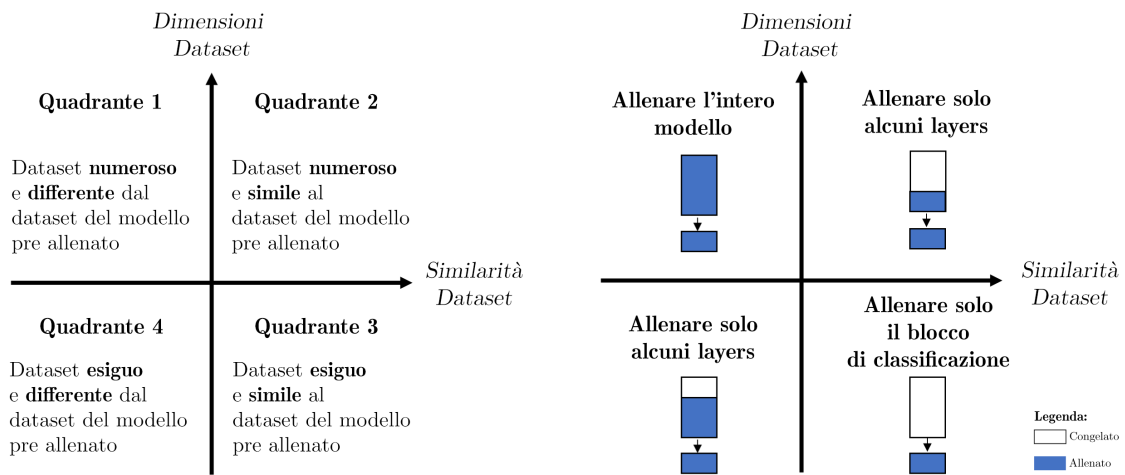 Dimensioni
Dataset
Quadrante 1
Quadrante 2
Dataset numeroso
e differente dal
dataset del modello
pre allenato
Dataset numeroso
e simile al
dataset del modello
pre allenato
Similarità
Dataset
Quadrante 4
Quadrante 3
Dataset esiguo
e differente dal
dataset del modello
pre allenato
Dataset esiguo
e simile al
dataset del modello
pre allenato
Dimensioni
Dataset
Allenare l'intero
modello
Allenare solo
alcuni layers
Similarità
Dataset
Allenare solo
alcuni layers
Allenare solo
il blocco
di classificazione
Legenda:
Congelato
Allenato